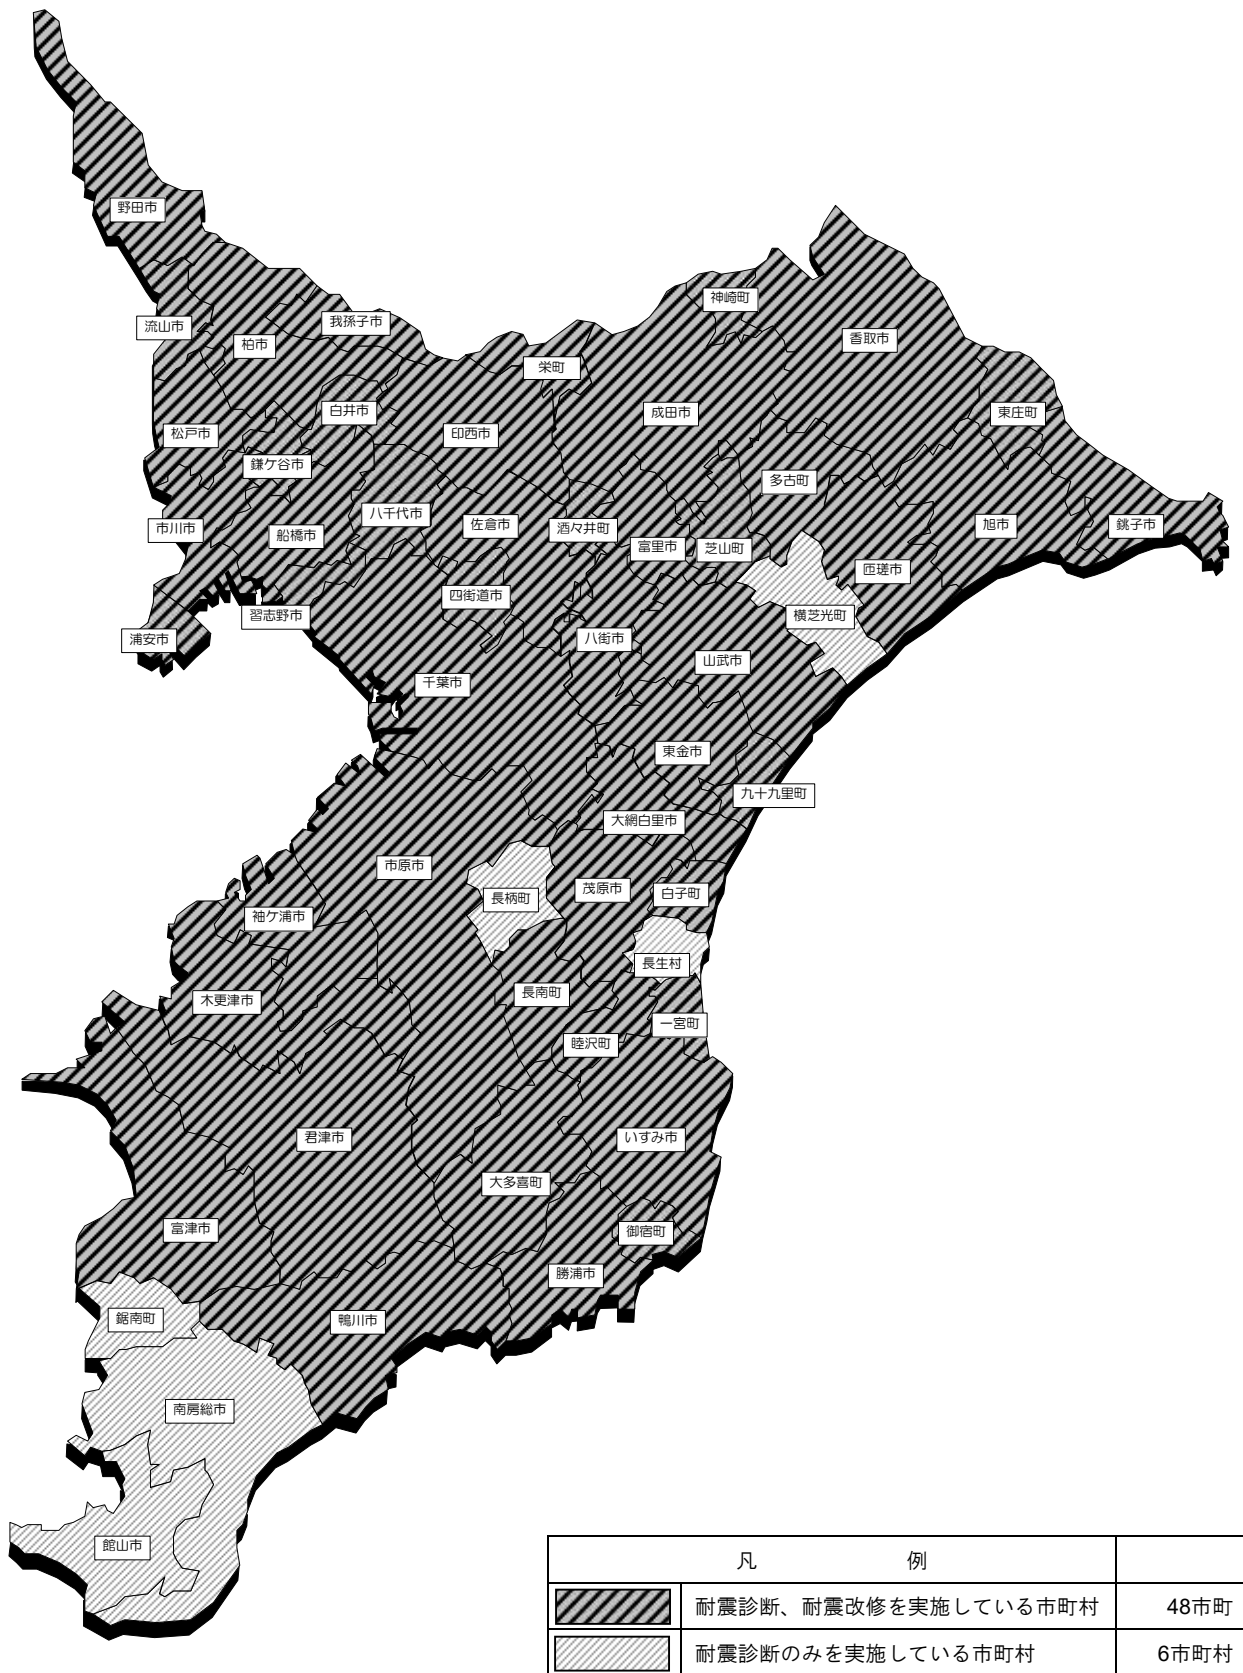 野田市
神崎町
我孫子市
流山市
香取市
柏市
栄町
白井市
成田市
東庄町
松戸市
印西市
鎌ケ谷市
多古町
八千代市
佐倉市
酒々井町
旭市
銚子市
市川市
船橋市
富里市
芝山町
匝瑳市
四街道市
習志野市
横芝光町
浦安市
八街市
山武市
千葉市
東金市
九十九里町
大網白里市
市原市
茂原市
白子町
長柄町
袖ケ浦市
長生村
長南町
木更津市
一宮町
睦沢町
君津市
いすみ市
大多喜町
富津市
御宿町
勝浦市
鋸南町
鴨川市
南房総市
館山市
凡 例
耐震診断、耐震改修を実施している市町村 48市町
耐震診断のみを実施している市町村 6市町村